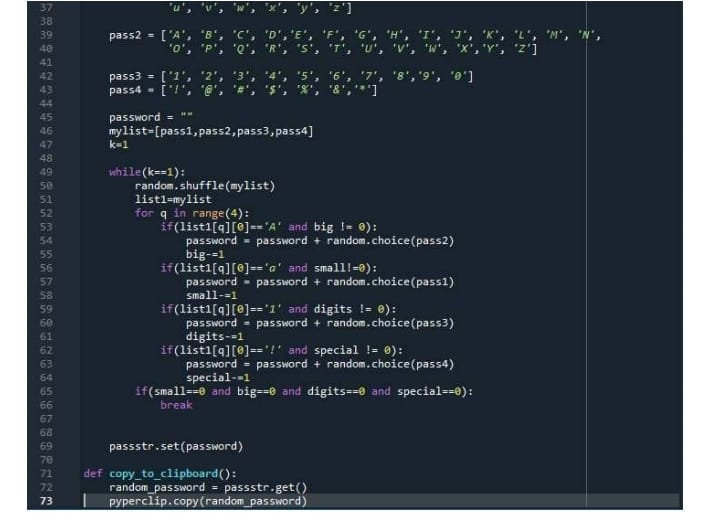 37 'u', 'v', 'w', 'x', 'y', 'z']
38
39 pass2 = ['A', 'B', 'C', 'D','E', 'F', 'G', 'H', 'I', 'J', 'K', 'L', 'M', 'N',
40 'O', 'P', 'Q', 'R', 'S', 'T', 'U', 'V', 'W', 'X','Y', 'Z']
41
42 pass3 = ['1', '2', '3', '4', '5', '6', '7', '8','9', '0']
43 pass4 = ['!', '@', '#', '$', '%', '&','*']
44
45 password = ""
46 mylist=[pass1,pass2,pass3,pass4]
47 k=1
48
49 while(k==1):
50 random.shuffle(mylist)
51 list1=mylist
52 for q in range(4):
53 if(list1[q][0]=='A' and big != 0):
54 password = password + random.choice(pass2)
55 big-=1
56 if(list1[q][0]=='a' and small!=0):
57 password = password + random.choice(pass1)
58 small-=1
59 if(list1[q][0]=='1' and digits != 0):
60 password = password + random.choice(pass3)
61 digits-=1
62 if(list1[q][0]=='!' and special != 0):
63 password = password + random.choice(pass4)
64 special-=1
65 if(small==0 and big==0 and digits==0 and special==0):
66 break
67
68
69 passstr.set(password)
70
71 def copy_to_clipboard():
72 random_password = passstr.get()
73 pyperclip.copy(random_password)